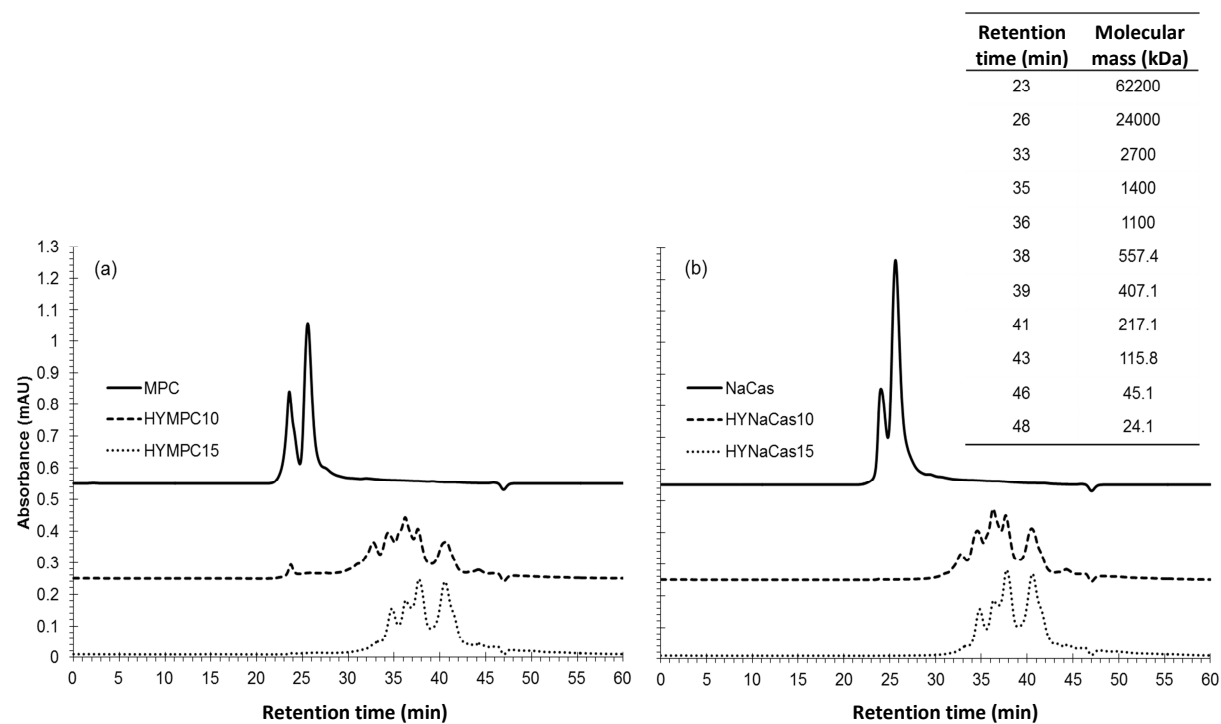 Retention Molecular
time (min) mass (kDa)
23 62200
26 24000
33 2700
35 1400
36 1100
38 557.4
39 407.1
41 217.1
43 115.8
46 45.1
48 24.1
Absorbance (mAU)
1.3
1.2
1.1
1
0.9
0.8
0.7
0.6
0.5
0.4
0.3
0.2
0.1
0
(a)
MPC
HYMPC10
HYMPC15
0 5 10 15 20 25 30 35 40 45 50 55 60
Retention time (min)
(b)
NaCas
HYNaCas10
HYNaCas15
0 5 10 15 20 25 30 35 40 45 50 55 60
Retention time (min)